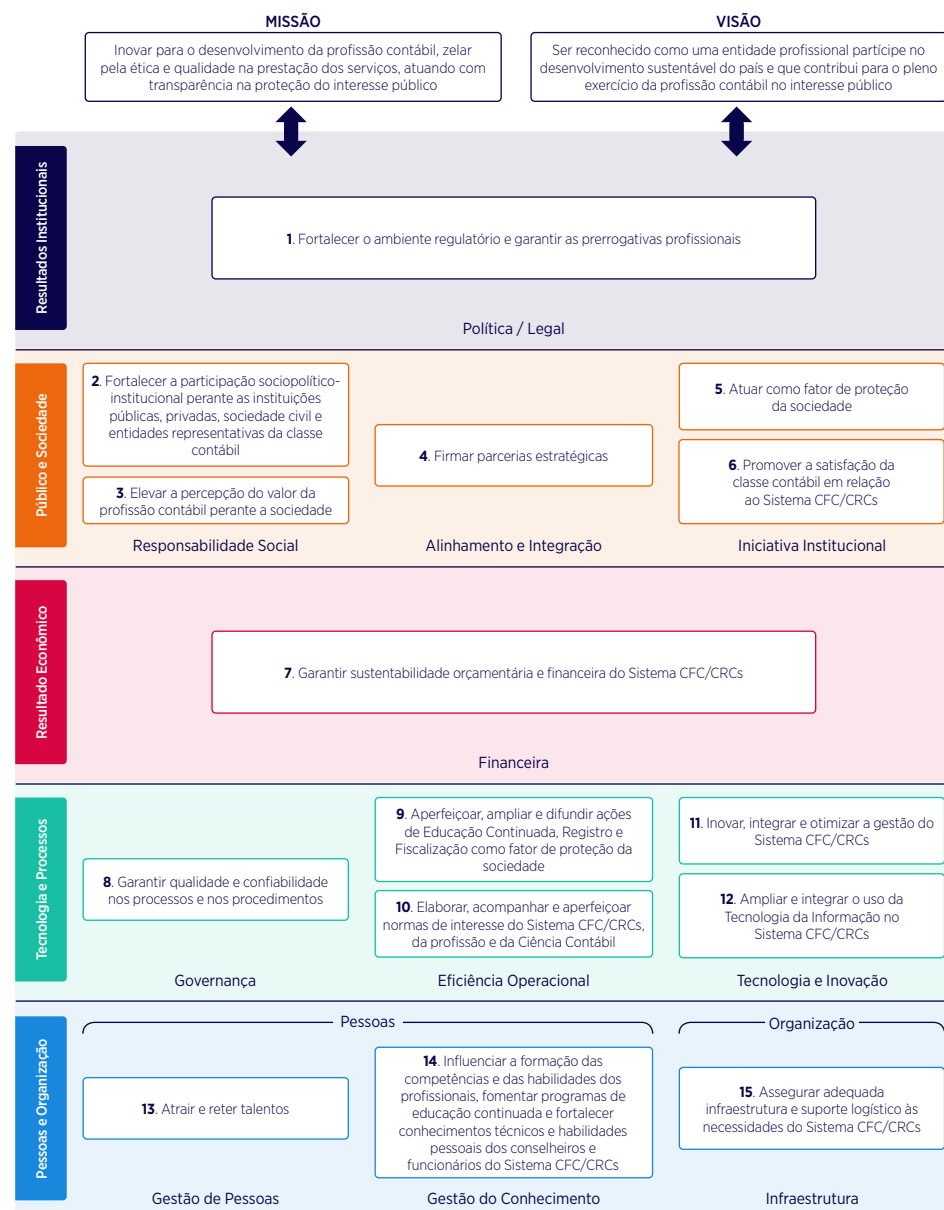 MISSÃO
Inovar para o desenvolvimento da profissão contábil, zelar
pela ética e qualidade na prestação dos serviços, atuando com
transparência na proteção do interesse público
VISÃO
Ser reconhecido como uma entidade profissional partícipe no
desenvolvimento sustentável do país e que contribui para o pleno
exercício da profissão contábil no interesse público
Resultados Institucionais
1. Fortalecer o ambiente regulatório e garantir as prerrogativas profissionais
Política / Legal
Público e Sociedade
2. Fortalecer a participação sociopolítico-
institucional perante as instituições
públicas, privadas, sociedade civil e
entidades representativas da classe
contábil
3. Elevar a percepção do valor da
profissão contábil perante a sociedade
Responsabilidade Social
4. Firmar parcerias estratégicas
Alinhamento e Integração
5. Atuar como fator de proteção
da sociedade
6. Promover a satisfação da
classe contábil em relação
ao Sistema CFC/CRCs
Iniciativa Institucional
Resultado Econômico
7. Garantir sustentabilidade orçamentária e financeira do Sistema CFC/CRCs
Financeira
Tecnologia e Processos
8. Garantir qualidade e confiabilidade
nos processos e nos procedimentos
Governança
9. Aperfeiçoar, ampliar e difundir ações
de Educação Continuada, Registro e
Fiscalização como fator de proteção da
sociedade
10. Elaborar, acompanhar e aperfeiçoar
normas de interesse do Sistema CFC/CRCs,
da profissão e da Ciência Contábil
Eficiência Operacional
11. Inovar, integrar e otimizar a gestão do
Sistema CFC/CRCs
12. Ampliar e integrar o uso da
Tecnologia da Informação no
Sistema CFC/CRCs
Tecnologia e Inovação
Pessoas e Organização
Pessoas
13. Atrair e reter talentos
Gestão de Pessoas
14. Influenciar a formação das
competências e das habilidades dos
profissionais, fomentar programas de
educação continuada e fortalecer
conhecimentos técnicos e habilidades
pessoais dos conselheiros e
funcionários do Sistema CFC/CRCs
Gestão do Conhecimento
Organização
15. Assegurar adequada
infraestrutura e suporte logístico às
necessidades do Sistema CFC/CRCs
Infraestrutura